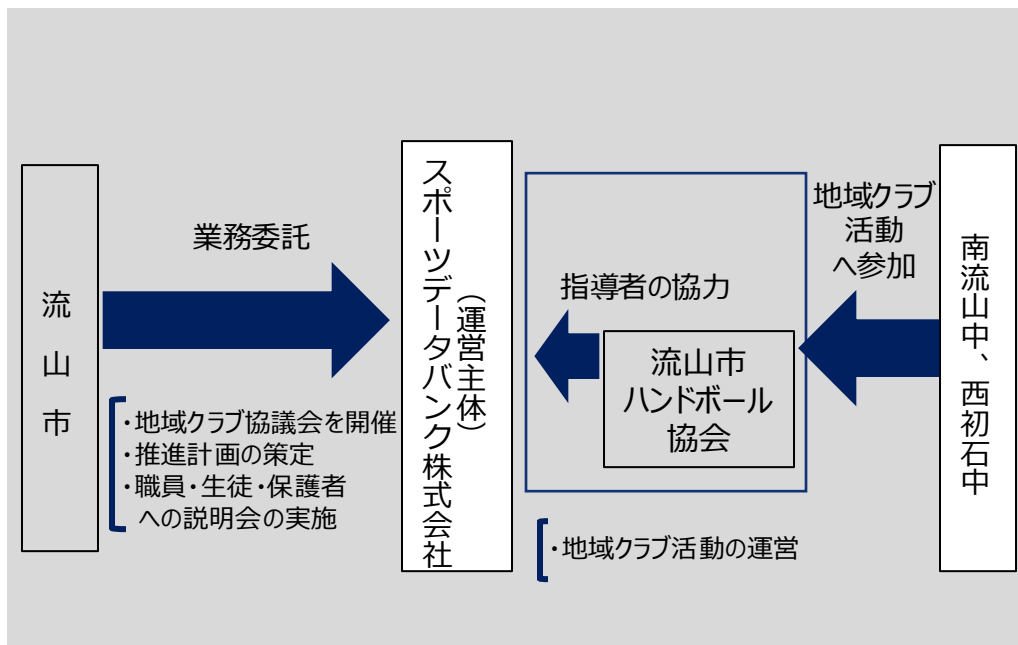 流山市
業務委託
・地域クラブ協議会を開催
・推進計画の策定
・職員・生徒・保護者
への説明会の実施
スポーツデータバンク株式会社
（運営主体）
指導者の協力
流山市
ハンドボール
協会
・地域クラブ活動の運営
地域クラブ
活動
へ参加
南流山中、西初石中